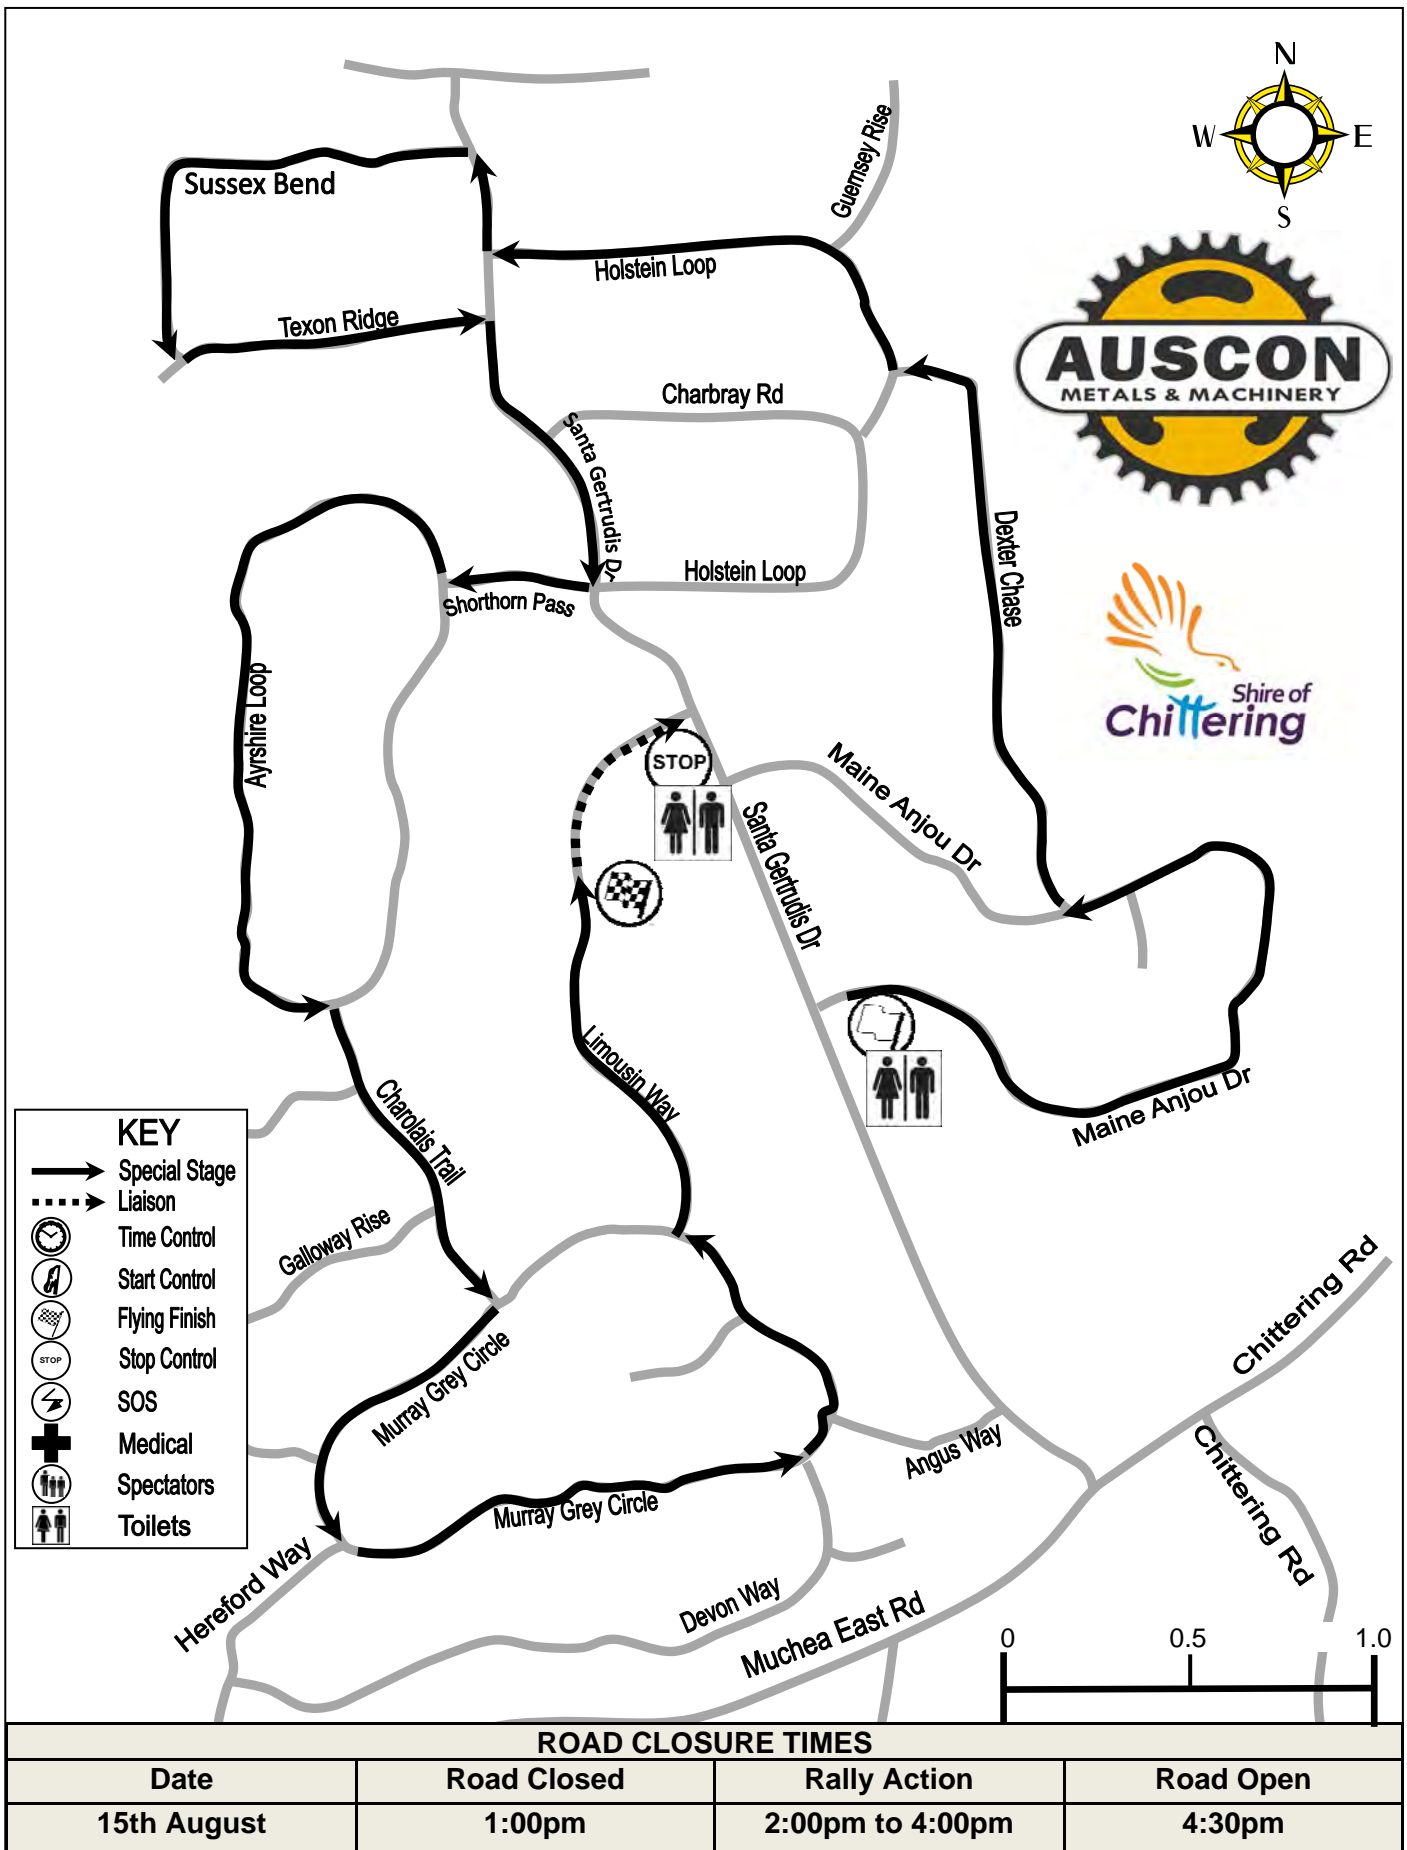 N
W E
S
Guernsey Rise
Sussex Bend
Holstein Loop
Texon Ridge
AUSCON
METALS & MACHINERY
Charbray Rd
Santa Gertrudis Dr
Dexter Chase
Holstein Loop
Shorthorn Pass
Ayrshire Loop
Shire of
Chittering
STOP
Maine Anjou Dr
Santa Gertrudis Dr
Limousin Way
Maine Anjou Dr
Charolais Trail
KEY
Special Stage
Liaison
Time Control
Start Control
Flying Finish
STOP Stop Control
SOS
Medical
Spectators
Toilets
Galloway Rise
Chittering Rd
Murray Grey Circle
Angus Way
Chittering Rd
Murray Grey Circle
Hereford Way
Devon Way
Muchea East Rd
0 0.5 1.0
ROAD CLOSURE TIMES
Date Road Closed Rally Action Road Open
15th August 1:00pm 2:00pm to 4:00pm 4:30pm